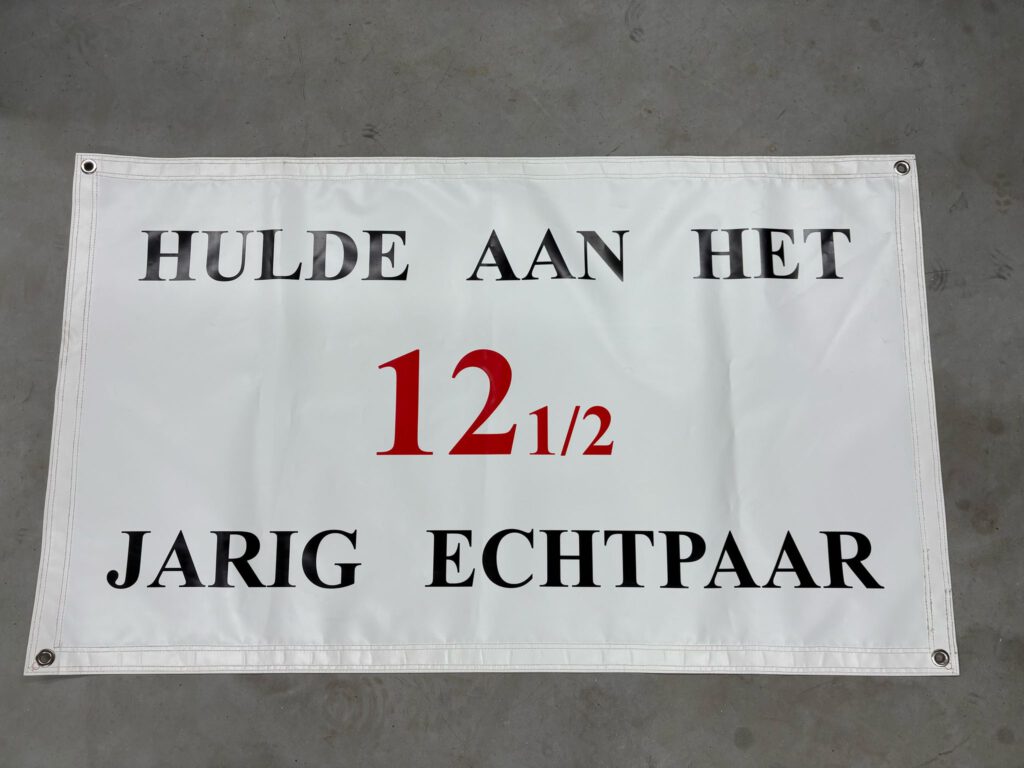 HULDE AAN HET
12 1/2
JARIG ECHTPAAR